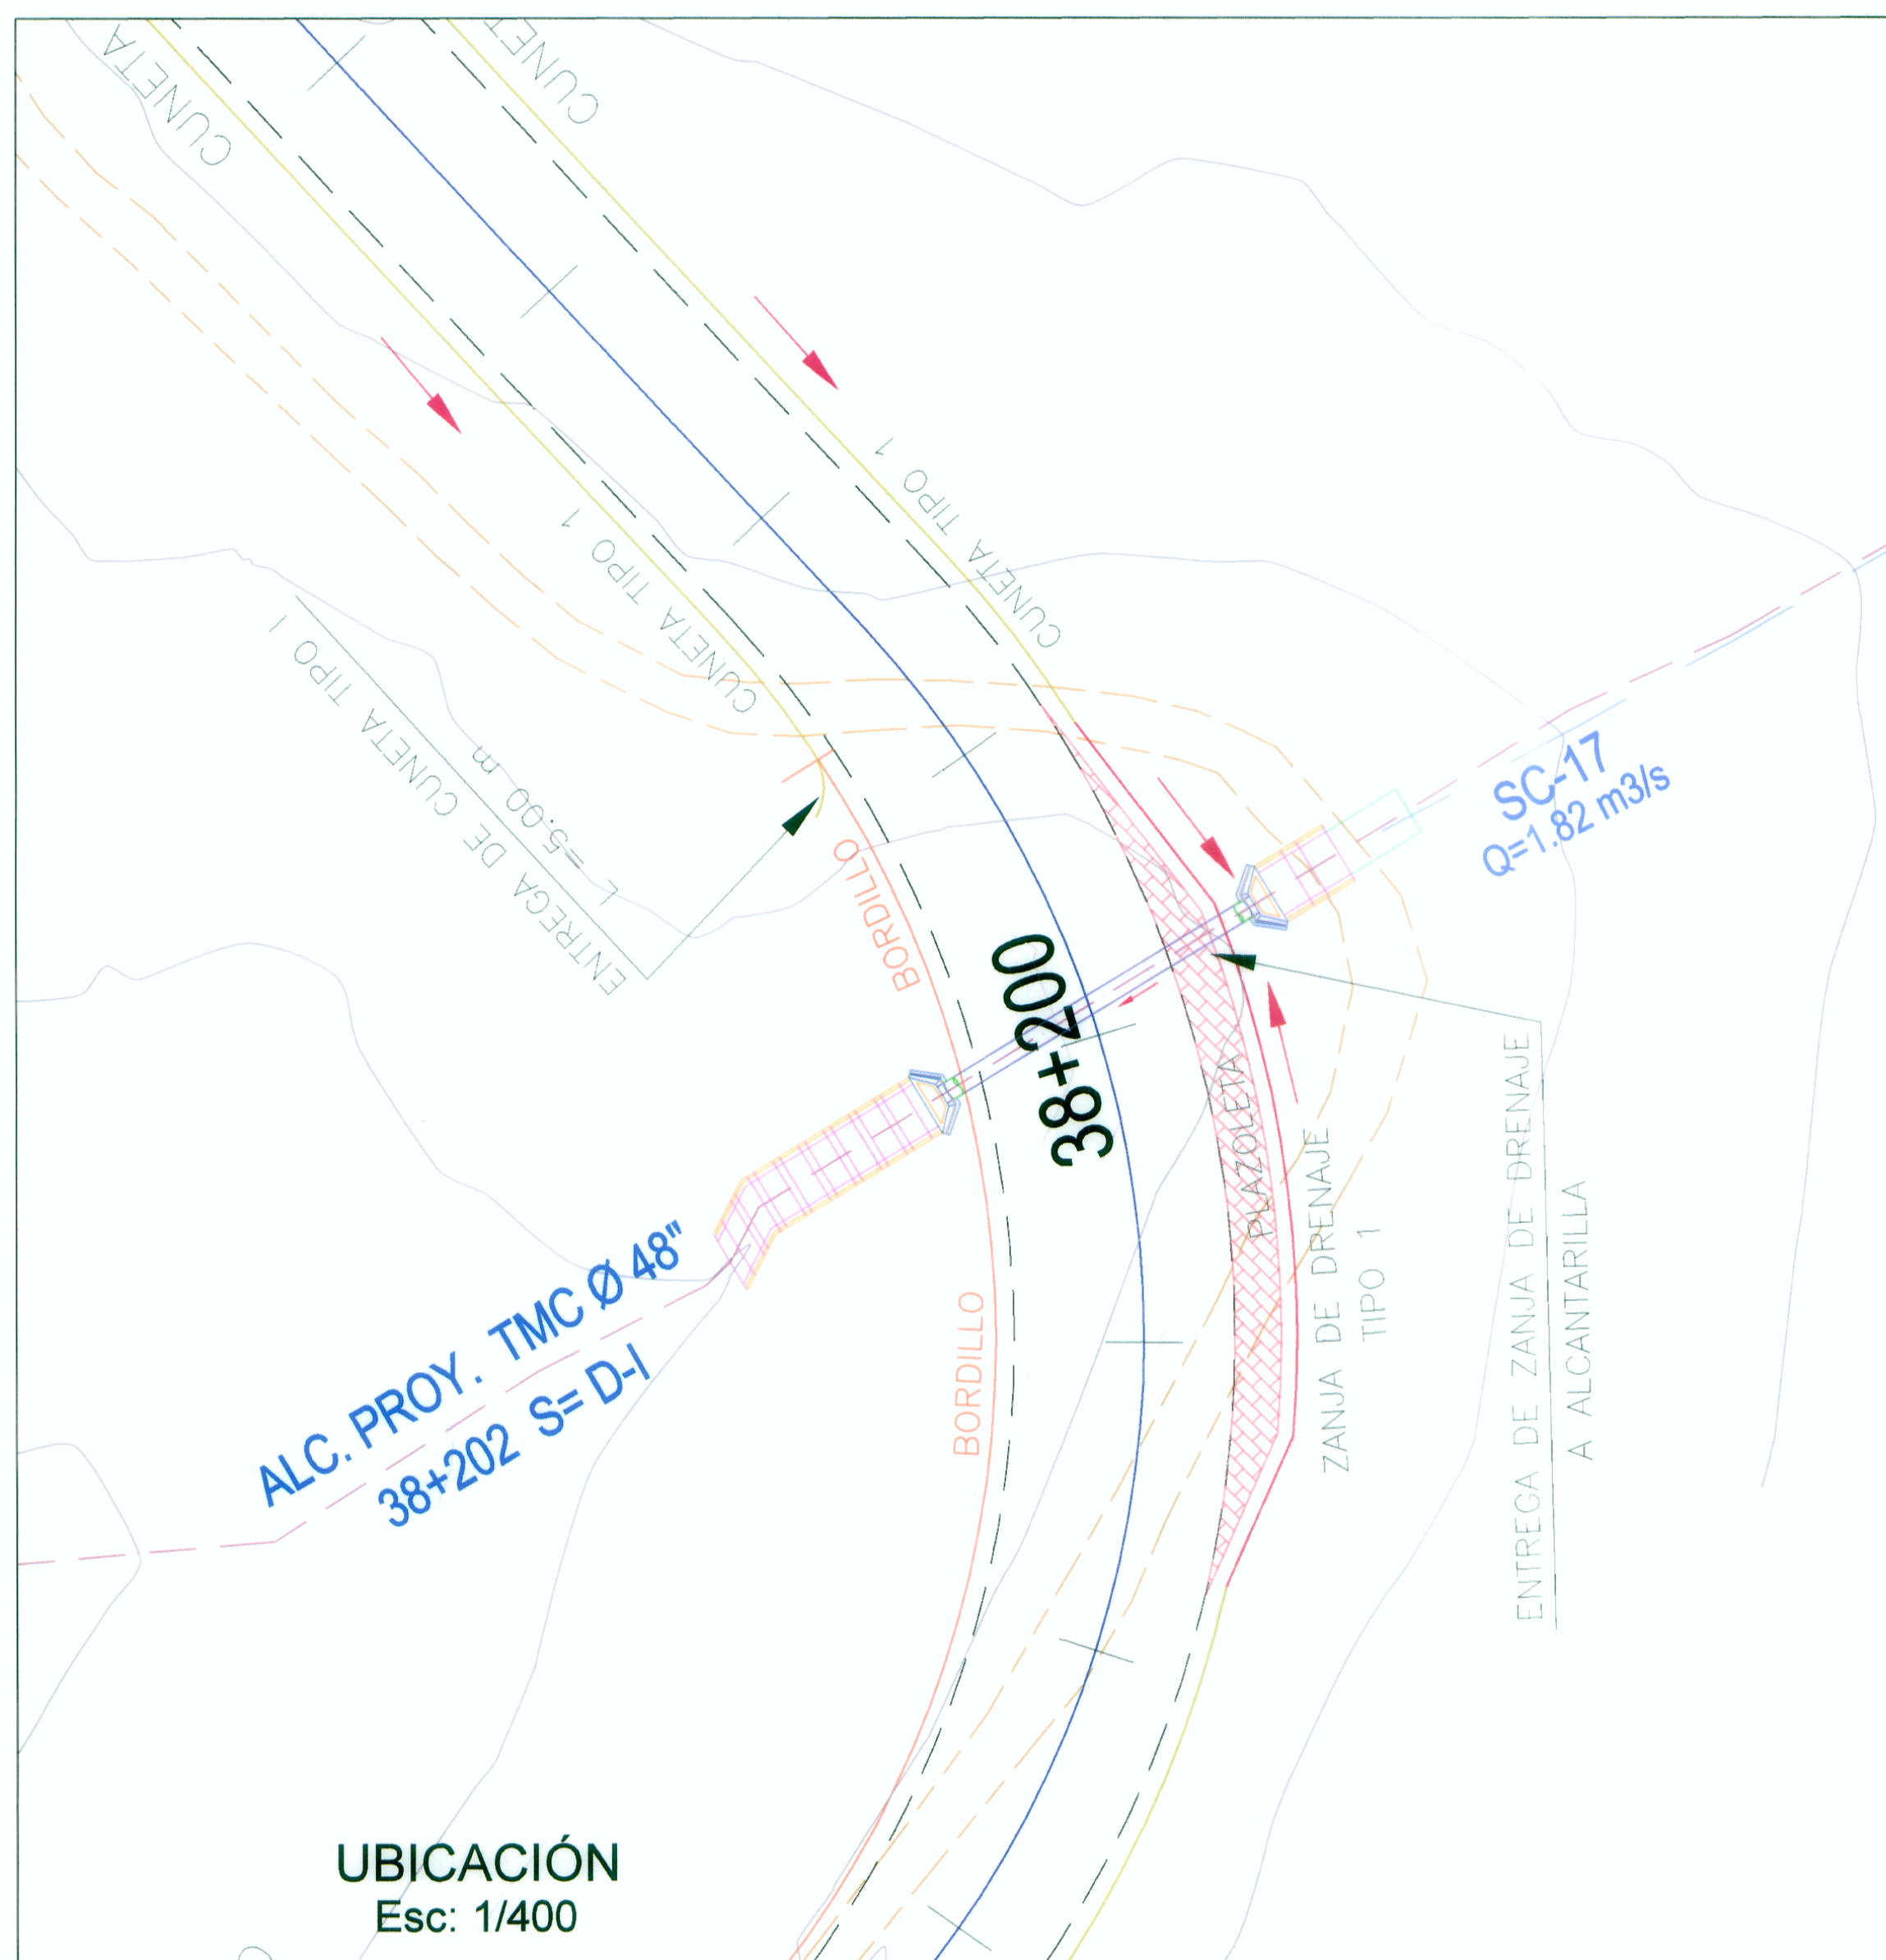 CUNETA
CUNETA
CUNETA TIPO 1
CUNETA TIPO 1
ENTREGA DE CUNETA TIPO I
L=5.00 m
SC-17
Q=1.82 m3/s
BORDILLO
38+200
PLAZOLETA
ZANJA DE DRENAJE
TIPO 1
ENTREGA DE ZANJA DE DRENAJE
A ALCANTARILLA
ALC. PROY. TMC Ø 48"
38+202 S= D-I
BORDILLO
UBICACIÓN
Esc: 1/400